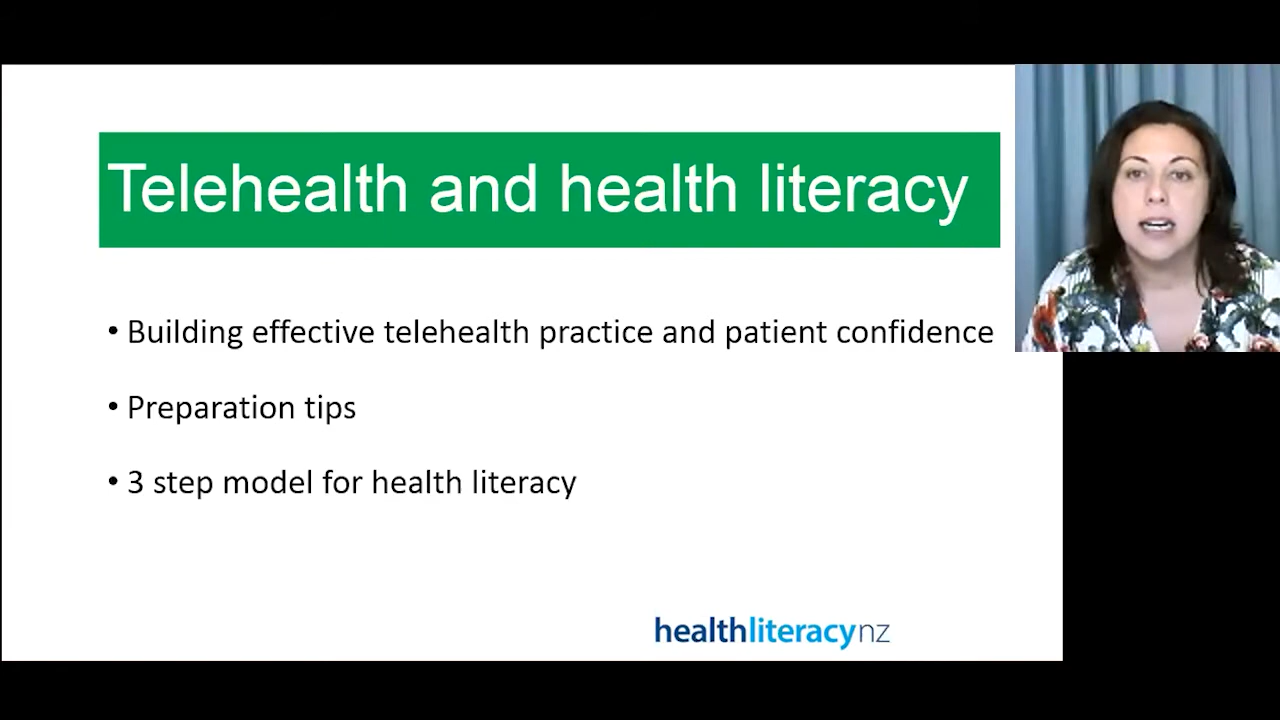 Telehealth and health literacy
• Building effective telehealth practice and patient confidence
• Preparation tips
• 3 step model for health literacy
healthliteracynz